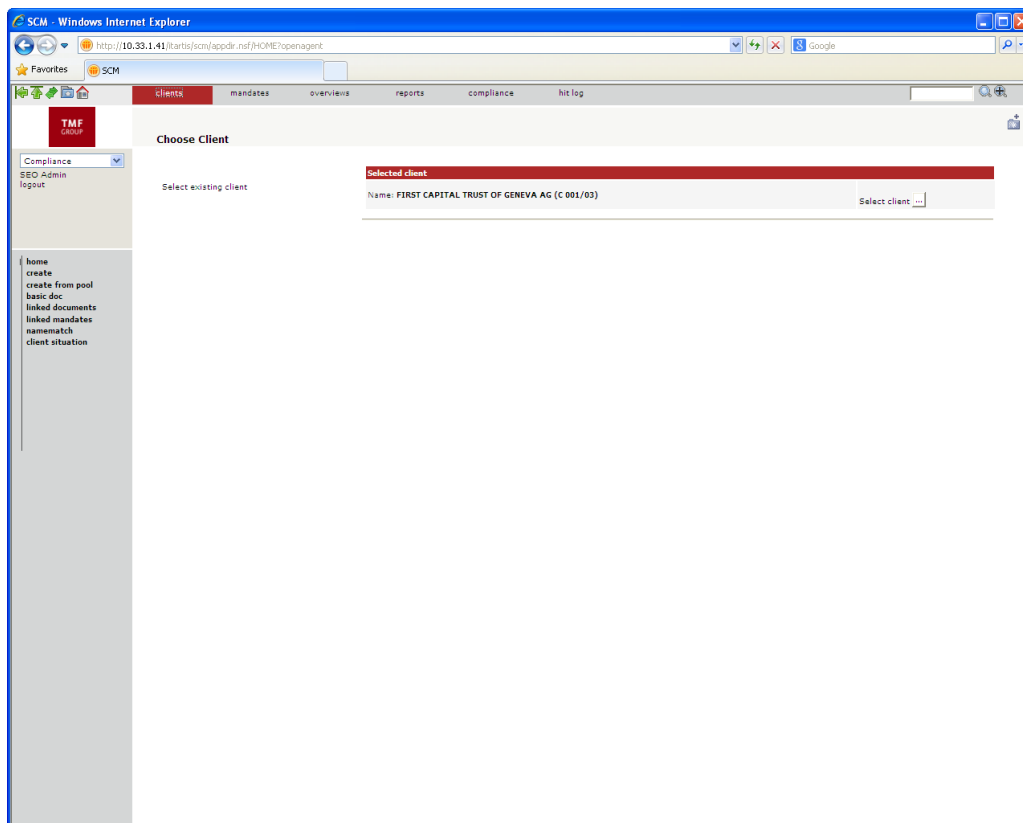 SCM - Windows Internet Explorer
http://10.33.1.41/itartis/scm/appdir.nsf/HOME?openagent
Google
Favorites
SCM
clients mandates overviews reports compliance hit log
TMF
GROUP
Choose Client
Compliance
SEO Admin
logout
Select existing client
Selected client
Name: FIRST CAPITAL TRUST OF GENEVA AG (C 001/03)
Select client ...
home
create
create from pool
basic doc
linked documents
linked mandates
namematch
client situation